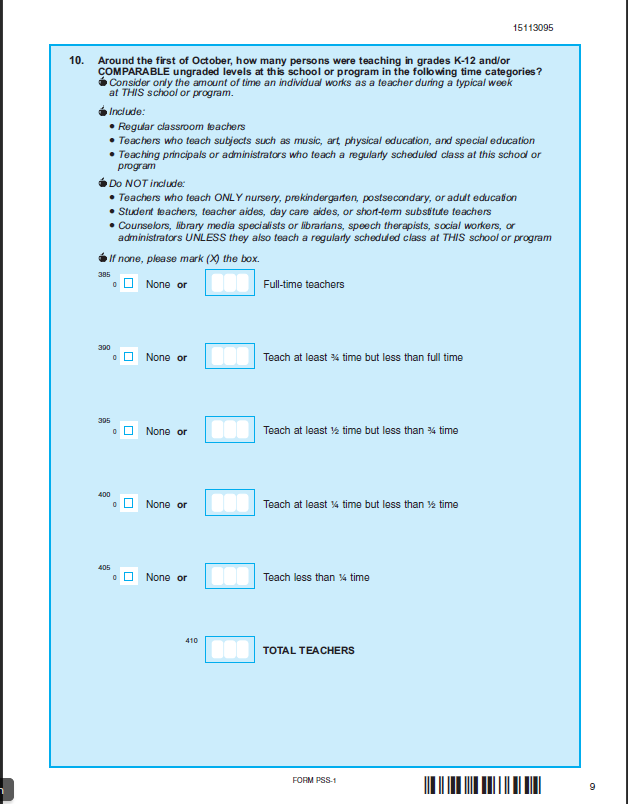 15113095
10. Around the first of October, how many persons were teaching in grades K-12 and/or
COMPARABLE ungraded levels at this school or program in the following time categories?
Consider only the amount of time an individual works as a teacher during a typical week
at THIS school or program.
Include:
• Regular classroom teachers
• Teachers who teach subjects such as music, art, physical education, and special education
• Teaching principals or administrators who teach a regularly scheduled class at this school or
program
Do NOT include:
• Teachers who teach ONLY nursery, prekindergarten, postsecondary, or adult education
• Student teachers, teacher aides, day care aides, or short-term substitute teachers
• Counselors, library media specialists or librarians, speech therapists, social workers, or
administrators UNLESS they also teach a regularly scheduled class at THIS school or program
If none, please mark (X) the box.
385
0 None or Full-time teachers
390
0 None or Teach at least ¾ time but less than full time
395
0 None or Teach at least ½ time but less than ¾ time
400
0 None or Teach at least ¼ time but less than ½ time
405
0 None or Teach less than ¼ time
410
TOTAL TEACHERS
FORM PSS-1
9